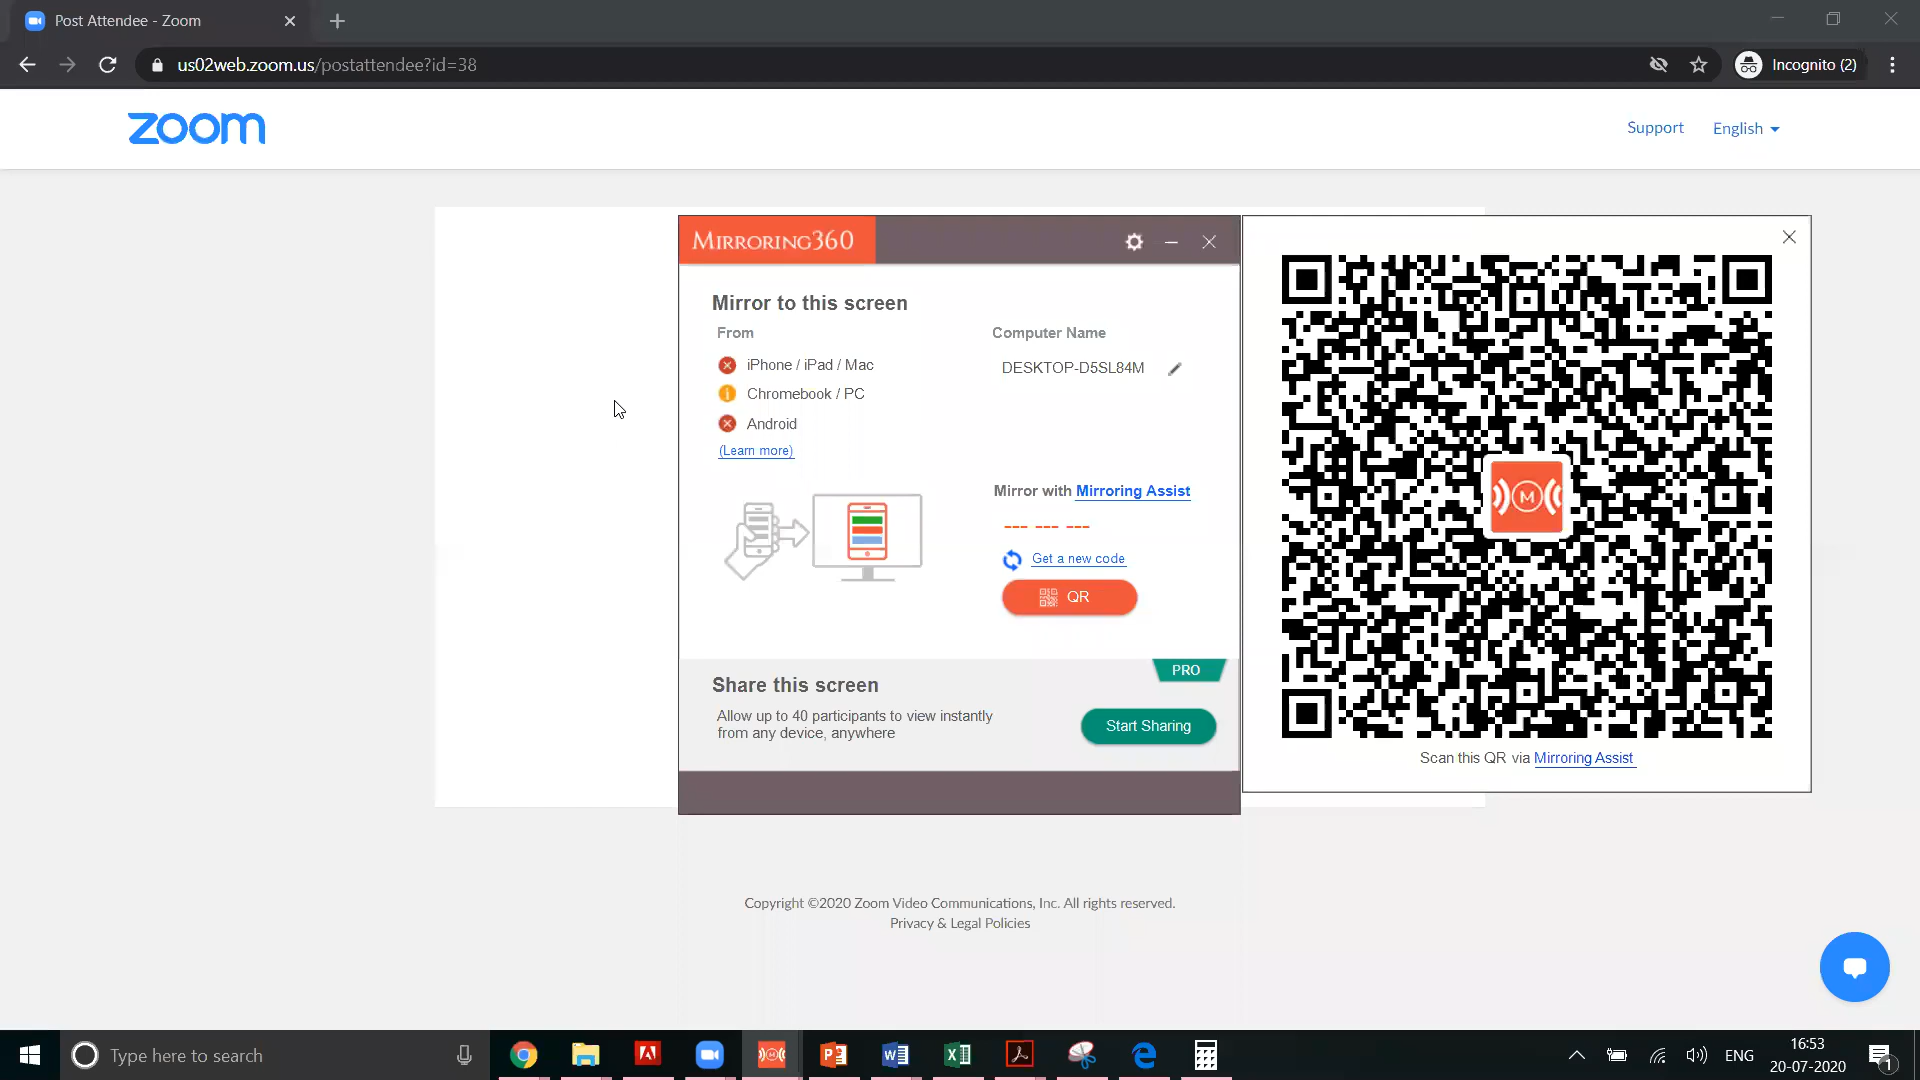 Post Attendee - Zoom
us02web.zoom.us/postattendee?id=38
Incognito (2)
zoom
Support
English
MIRRORING360
Mirror to this screen
From
Computer Name
iPhone / iPad / Mac
DESKTOP-D5SL84M
Chromebook / PC
Android
(Learn more)
Mirror with Mirroring Assist
--- --- ---
Get a new code
QR
PRO
Share this screen
Allow up to 40 participants to view instantly
from any device, anywhere
Start Sharing
M
Scan this QR via Mirroring Assist
Copyright ©2020 Zoom Video Communications, Inc. All rights reserved.
Privacy & Legal Policies
Type here to search
ENG
16:53
20-07-2020
1